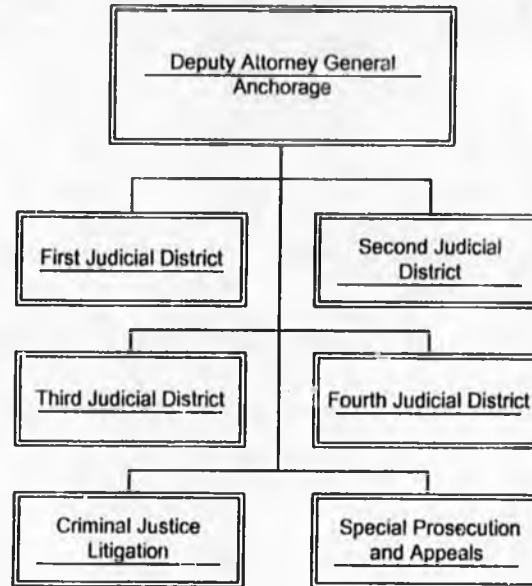 Deputy Attorney General
Anchorage
First Judicial District
Second Judicial
District
Third Judicial District
Fourth Judicial District
Criminal Justice
Litigation
Special Prosecution
and Appeals